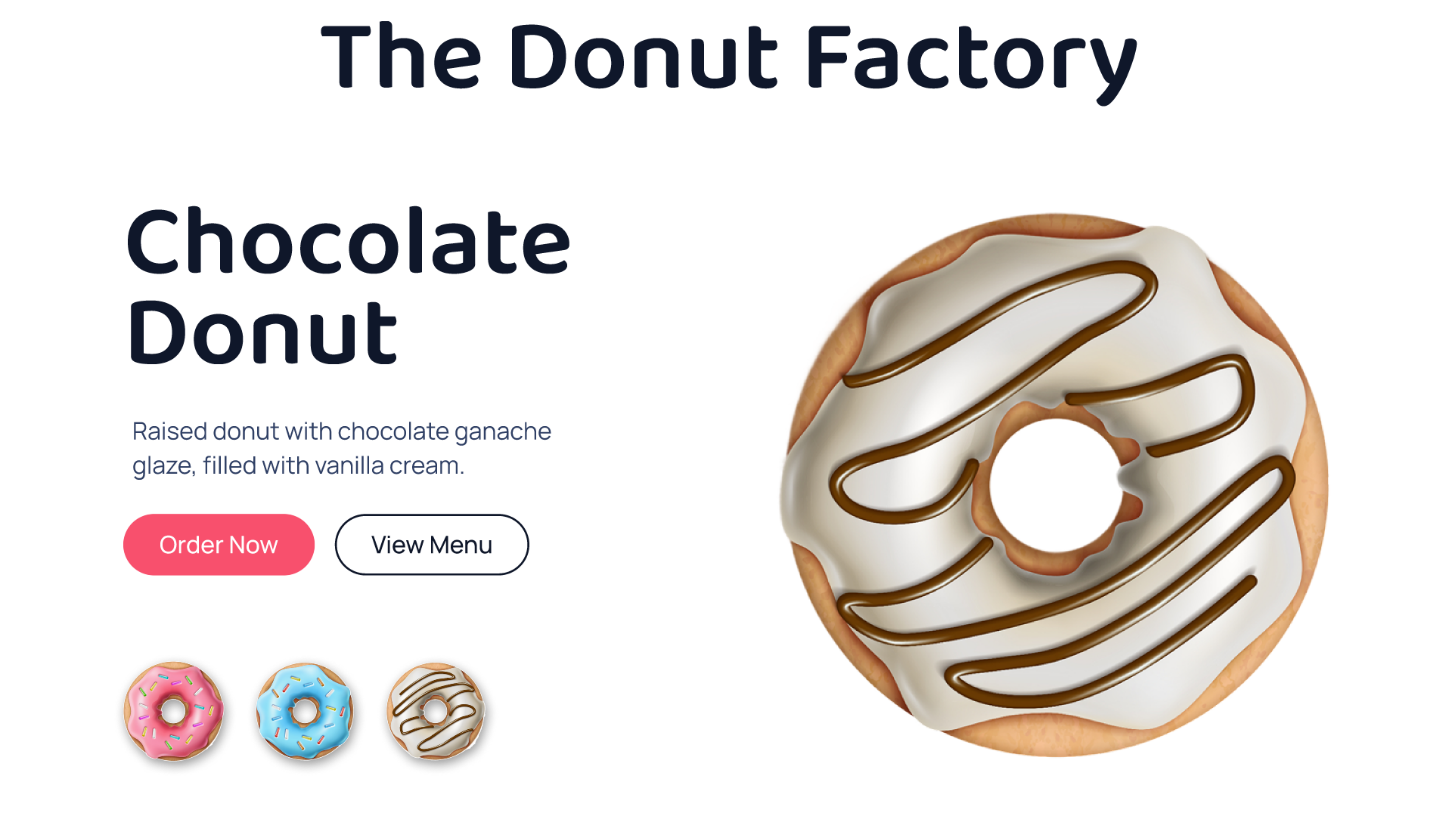 The Donut Factory
Chocolate
Donut
Raised donut with chocolate ganache
glaze, filled with vanilla cream.
Order Now
View Menu